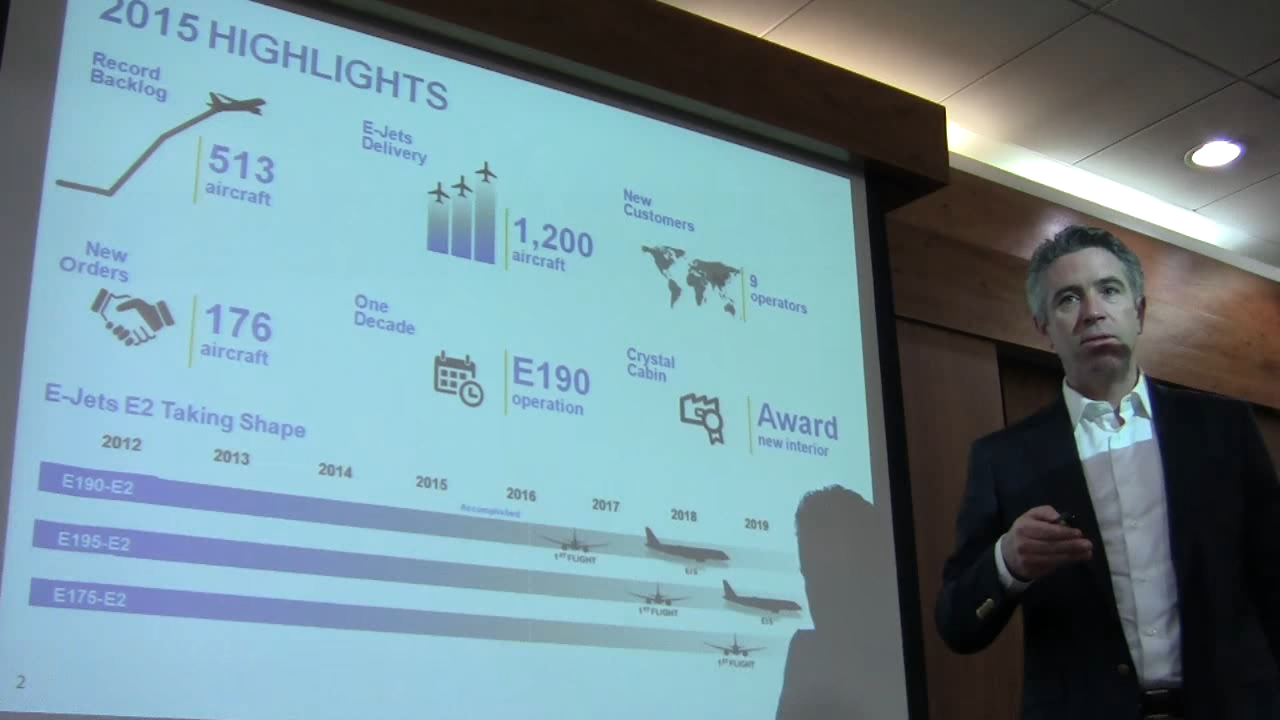 2015 HIGHLIGHTS
Record
Backlog
513
aircraft
E-Jets
Delivery
1,200
aircraft
New
Customers
9
operators
New
Orders
176
aircraft
One
Decade
E190
operation
Crystal
Cabin
Award
new interior
E-Jets E2 Taking Shape
2012 2013 2014 2015 2016 2017 2018 2019
Accomplished
E190-E2
1ST FLIGHT
EIS
E195-E2
1ST FLIGHT
EIS
E175-E2
1ST FLIGHT
2